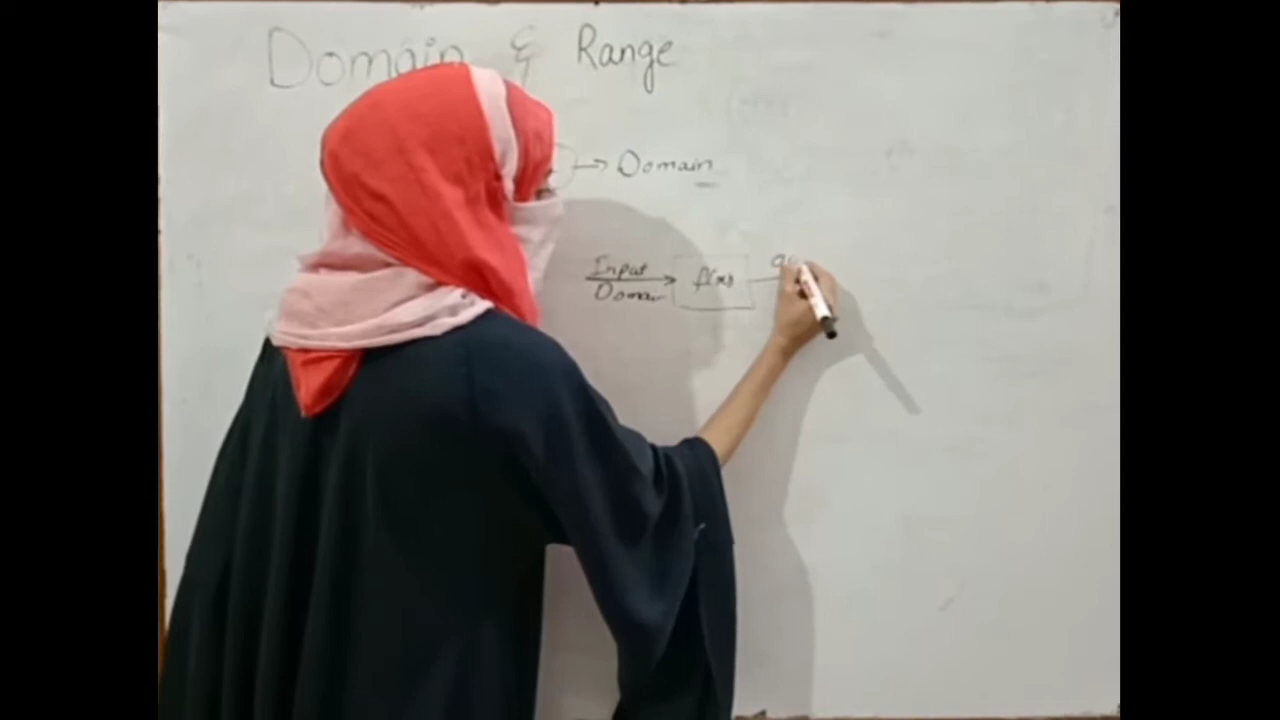 Domain & Range
→ Domain
Input → f(x)
Domain